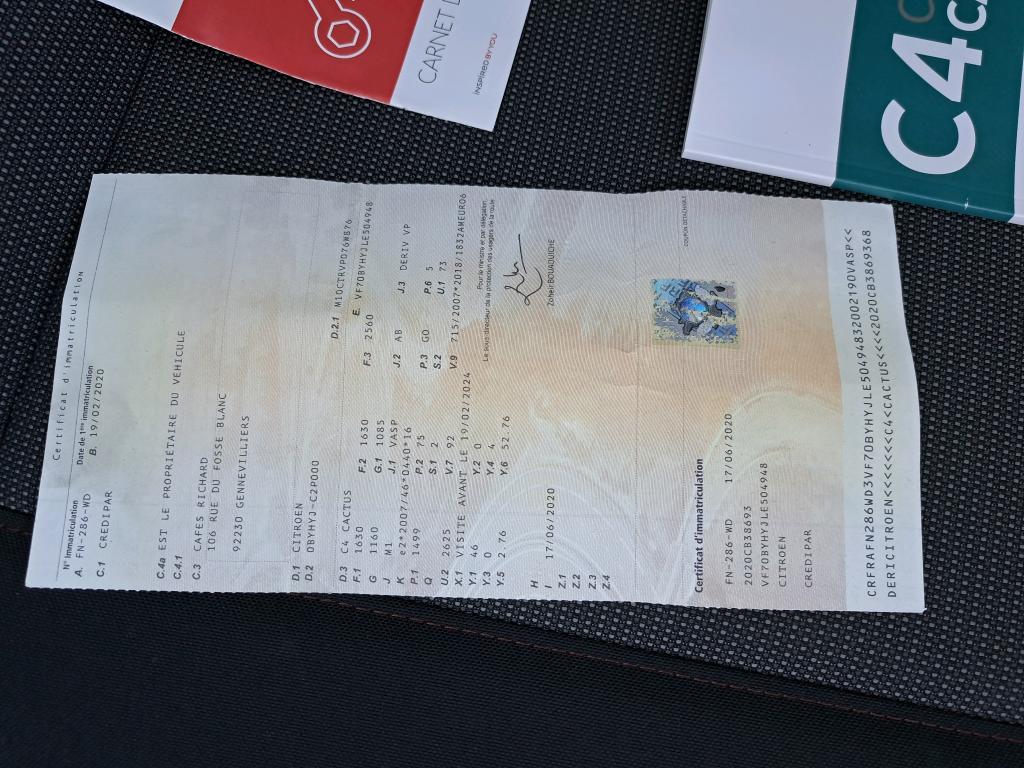 CARNET D
INSPIRED BY YOU
C4
Certificat d'immatriculation
N° Immatriculation
Date de 1ère immatriculation
A. FN-286-WD
B. 19/02/2020
C.1 CREDIPAR
C.4a EST LE PROPRIÉTAIRE DU VÉHICULE
C.4.1
C.3 CAFES RICHARD
106 RUE DU FOSSE BLANC
92230 GENNEVILLIERS
D.1 CITROEN
D.2 0BYHYJ-C2P000
D.2.1 M10CTRVPD76WB76
D.3 C4 CACTUS
E. VF70BYHYJLE504948
F.1 1630 F.2 1630 F.3 2560
G 1160 G.1 1085
J M1 J.1 VASP J.2 AB J.3 DERIV VP
K e2*2007/46*0440*16
P.1 1499 P.2 75 P.3 GO P.6 5
Q S.1 2 S.2 U.1 73
U.2 2625 V.7 92 V.9 715/2007*2018/1832AMEURO6
X.1 VISITE AVANT LE 19/02/2024
Y.1 46 Y.2 0
Y.3 0 Y.4 4
Y.5 2.76 Y.6 52.76
Pour le ministre et par délégation,
Le sous-directeur de la protection des usagers de la route
Zoheir BOUAOUICHE
H
I 17/06/2020
Z.1
Z.2
Z.3
Z.4
COUPON DÉTACHABLE
Certificat d'immatriculation
FN-286-WD 17/06/2020
2020CB38693
VF70BYHYJLE504948
CITROEN
CREDIPAR
CRFRAFN286WD3VF70BYHYJLE5049483200219OVASP<<
DERICITROEN<<<<<<C4<CACTUS<<<<2020CB3869368